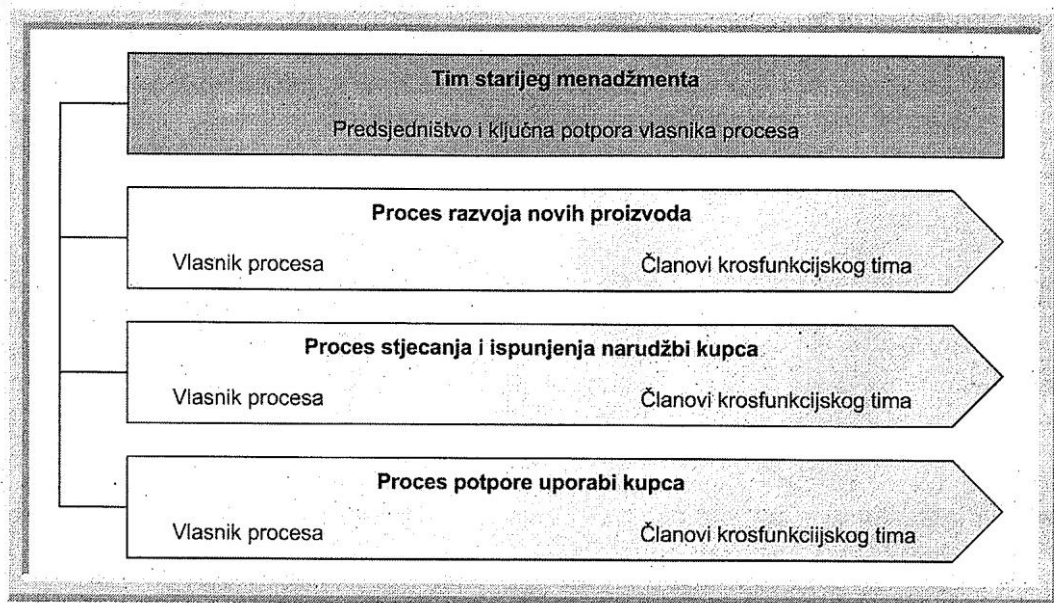 Tim starijeg menadžmenta
Predsjedništvo i ključna potpora vlasnika procesa
Proces razvoja novih proizvoda
Vlasnik procesa Članovi krosfunkcijskog tima
Proces stjecanja i ispunjenja narudžbi kupca
Vlasnik procesa Članovi krosfunkcijskog tima
Proces potpore uporabi kupca
Vlasnik procesa Članovi krosfunkciijskog tima